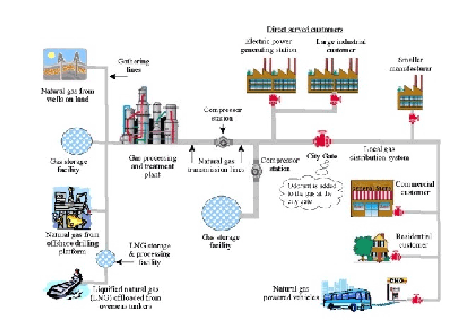 Direct served customers
Electric power
generating station
Large industrial
customer
Smaller
manufacturer
Gathering
lines
Natural gas from
wells on land
Compressor
station
Gas storage
facility
Gas processing
and treatment
plant
Natural gas
transmission lines
Compressor
station
City Gate
Local gas
distribution system
Odorant is added
to the gas at the
city gate
Commercial
customer
Natural gas from
offshore drilling
platform
LNG storage
& processing
facility
Gas storage
facility
Residential
customer
Liquified natural gas
(LNG) offloaded from
overseas tankers
Natural gas
powered vehicles